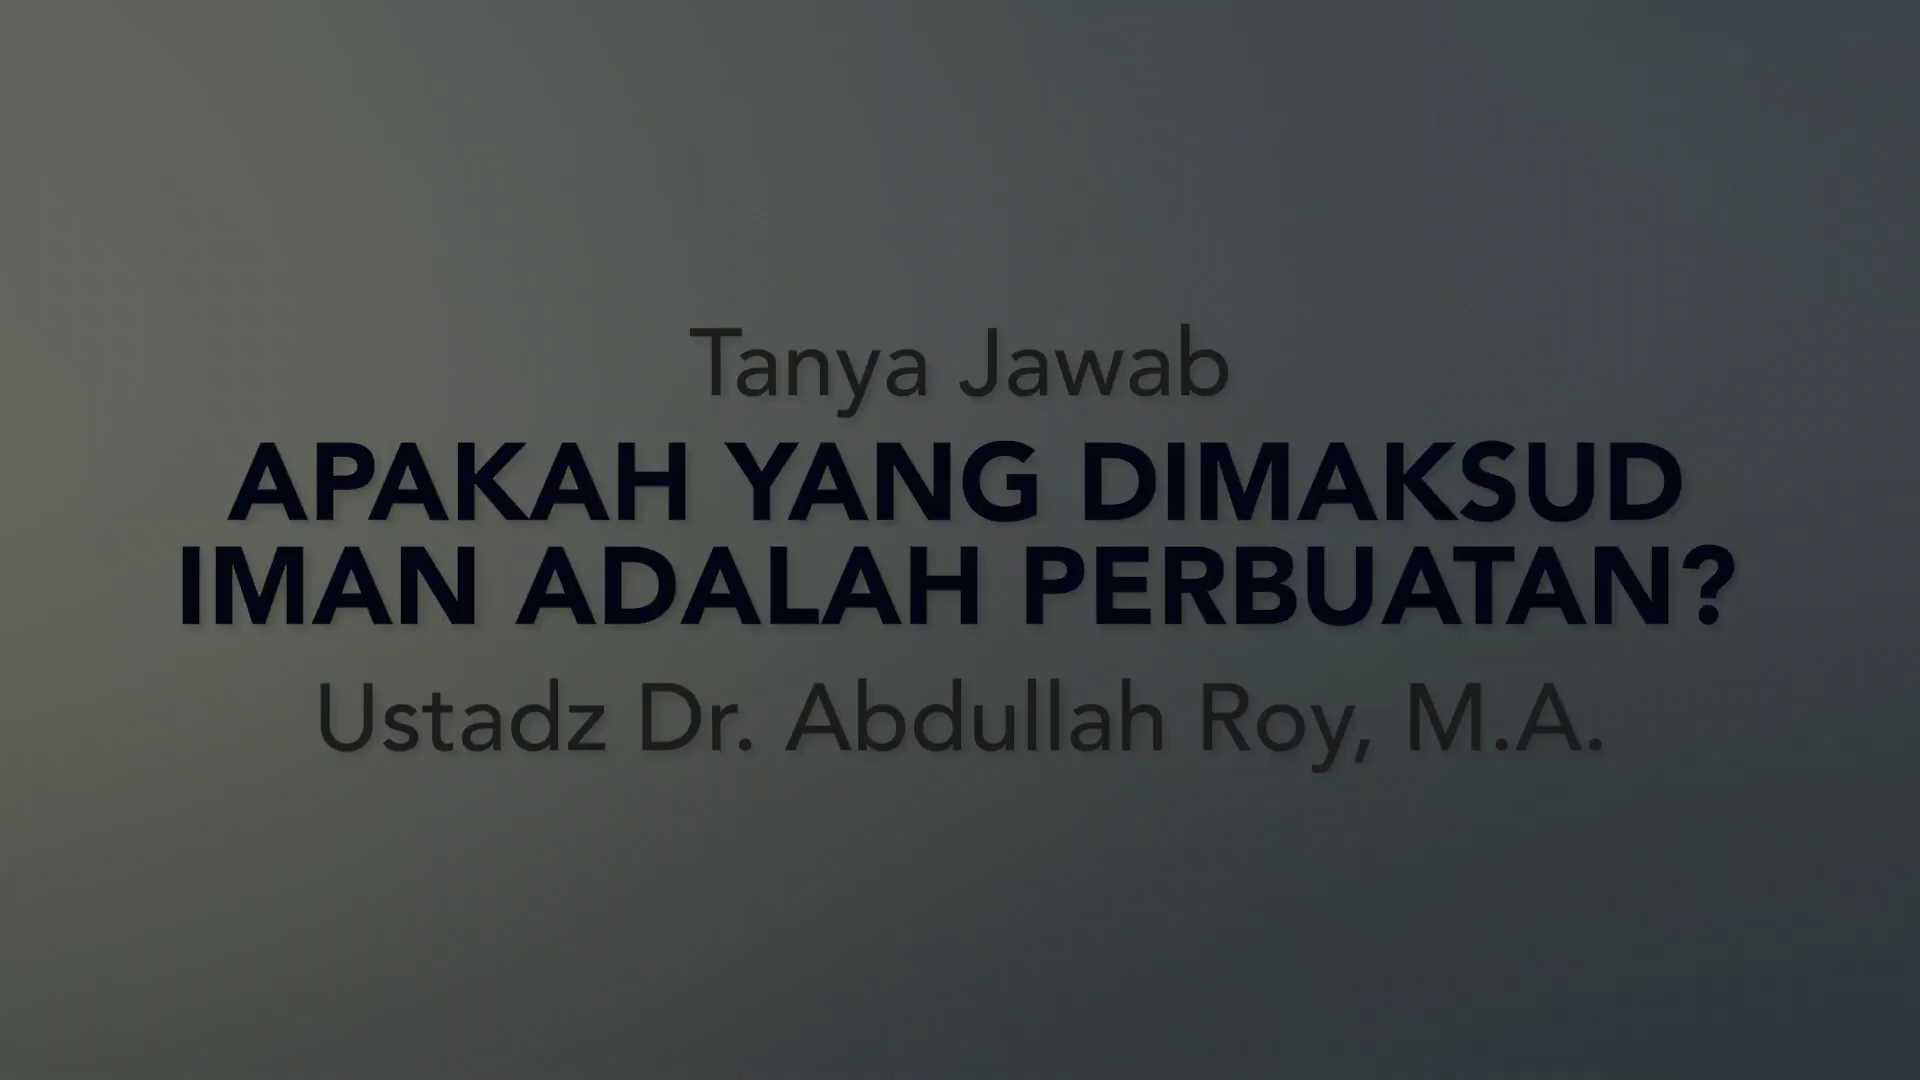 Tanya Jawab
APAKAH YANG DIMAKSUD
IMAN ADALAH PERBUATAN?
Ustadz Dr. Abdullah Roy, M.A.